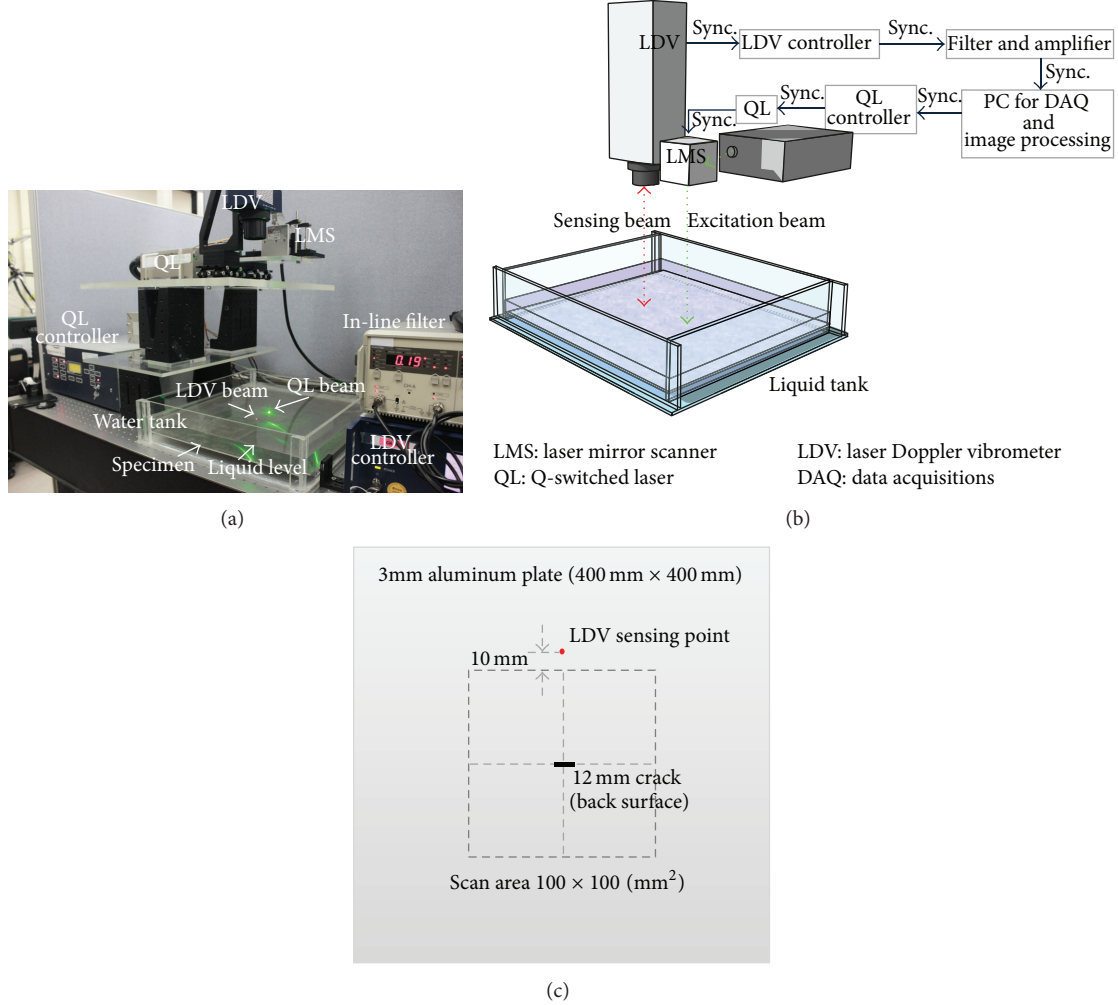 LDV
LMS
QL
QL
controller
In-line filter
0.19
LDV beam
QL beam
Water tank
Specimen
Liquid level
LDV
controller
(a)
LDV
Sync.
LDV controller
Sync.
Filter and amplifier
Sync.
PC for DAQ
and
image processing
Sync.
QL
controller
Sync.
QL
Sync.
LMS
Sensing beam
Excitation beam
Liquid tank
LMS: laser mirror scanner
LDV: laser Doppler vibrometer
QL: Q-switched laser
DAQ: data acquisitions
(b)
3mm aluminum plate (400 mm × 400 mm)
LDV sensing point
10 mm
12 mm crack
(back surface)
Scan area 100 × 100 (mm²)
(c)